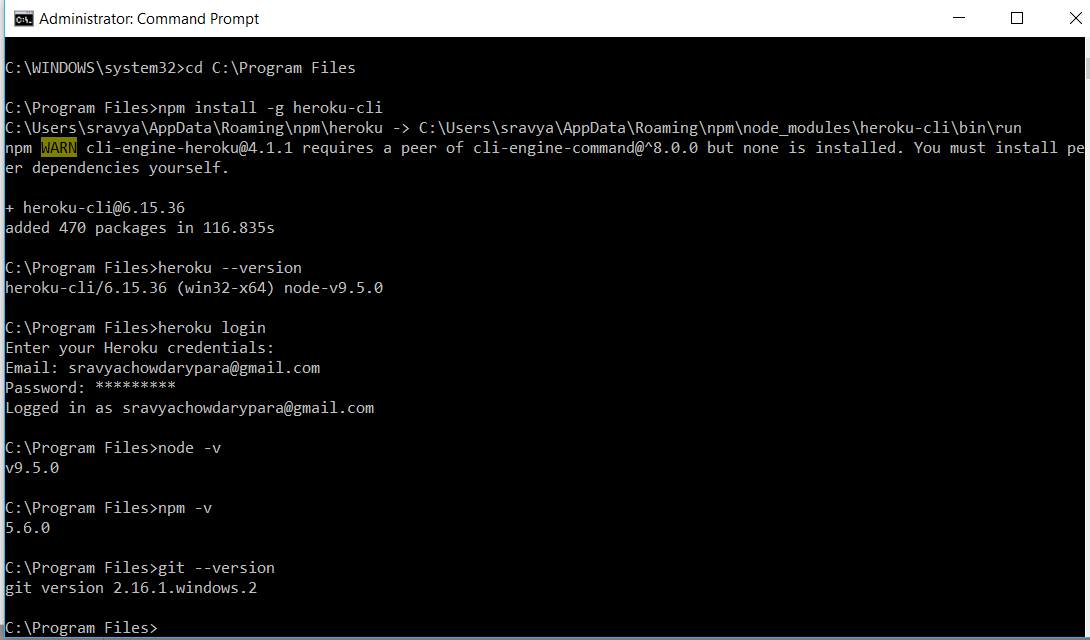 Administrator: Command Prompt
C:\WINDOWS\system32>cd C:\Program Files
C:\Program Files>npm install -g heroku-cli
C:\Users\sravya\AppData\Roaming\npm\heroku -> C:\Users\sravya\AppData\Roaming\npm\node_modules\heroku-cli\bin\run
npm WARN cli-engine-heroku@4.1.1 requires a peer of cli-engine-command@^8.0.0 but none is installed. You must install pe
er dependencies yourself.
+ heroku-cli@6.15.36
added 470 packages in 116.835s
C:\Program Files>heroku --version
heroku-cli/6.15.36 (win32-x64) node-v9.5.0
C:\Program Files>heroku login
Enter your Heroku credentials:
Email: sravyachowdarypara@gmail.com
Password: *********
Logged in as sravyachowdarypara@gmail.com
C:\Program Files>node -v
v9.5.0
C:\Program Files>npm -v
5.6.0
C:\Program Files>git --version
git version 2.16.1.windows.2
C:\Program Files>